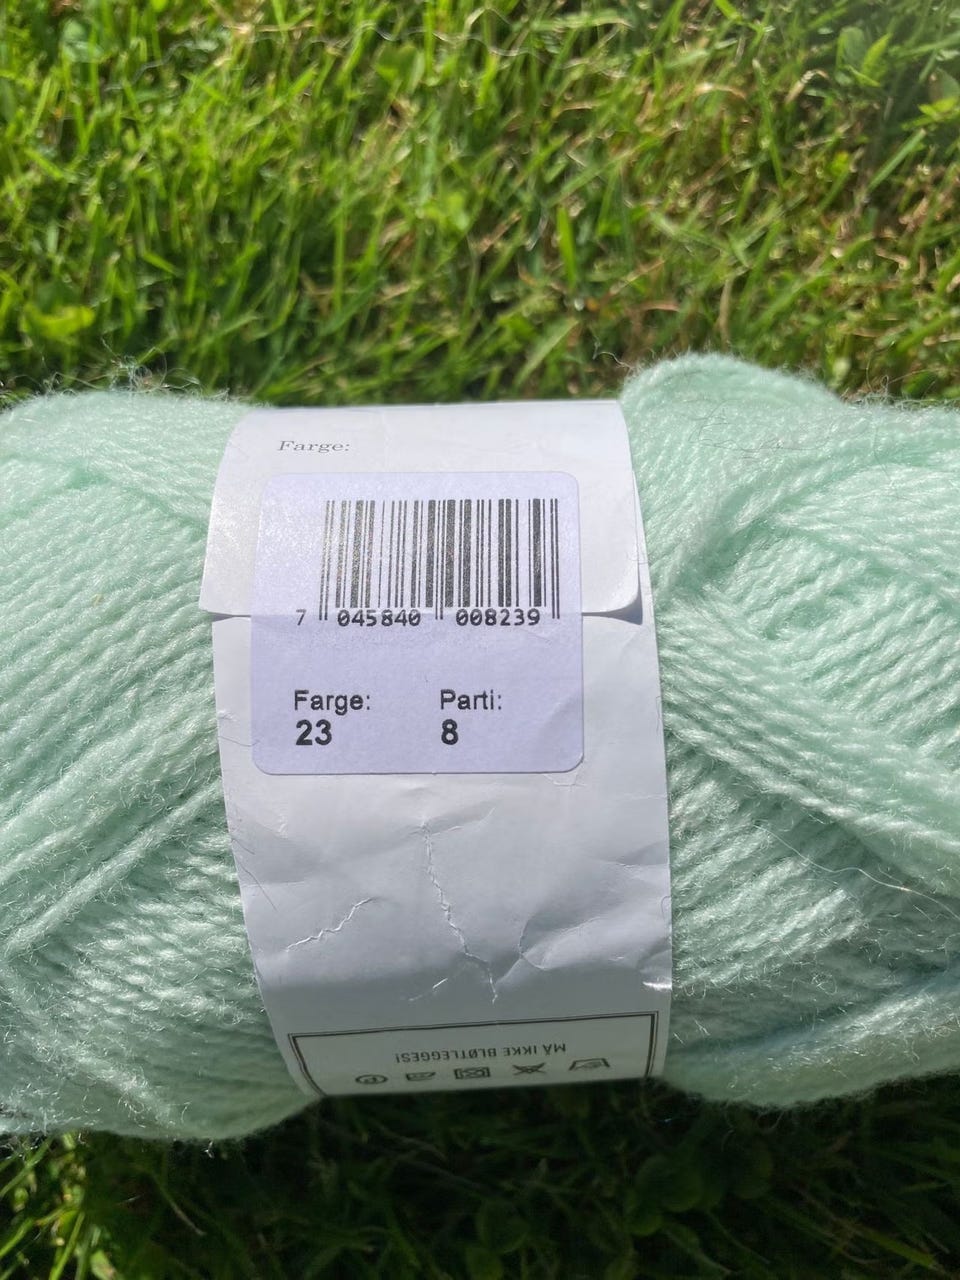 Farge:
7 045840 008239
Farge: Parti:
23 8
MÅ IKKE BLØTLEGGES!